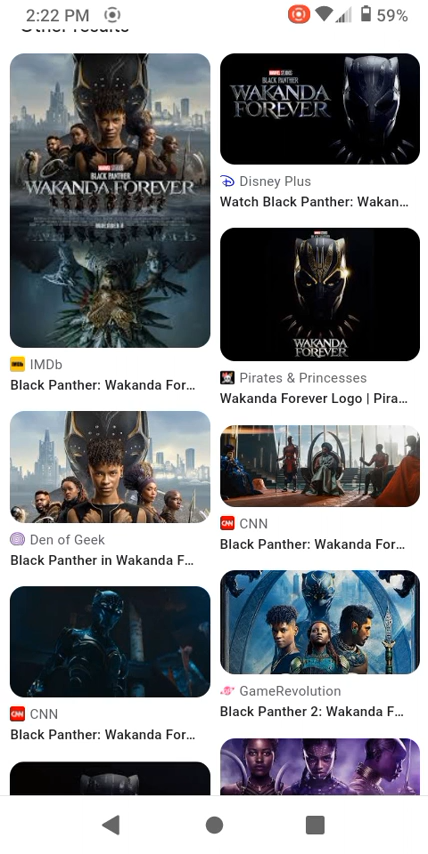 2:22 PM
59%
Other results
MARVEL STUDIOS
BLACK PANTHER
WAKANDA FOREVER
IMDb
Black Panther: Wakanda For...
Den of Geek
Black Panther in Wakanda F...
CNN
Black Panther: Wakanda For...
MARVEL STUDIOS
BLACK PANTHER
WAKANDA
FOREVER
Disney Plus
Watch Black Panther: Wakan...
WAKANDA
FOREVER
Pirates & Princesses
Wakanda Forever Logo | Pira...
CNN
Black Panther: Wakanda For...
GameRevolution
Black Panther 2: Wakanda F...